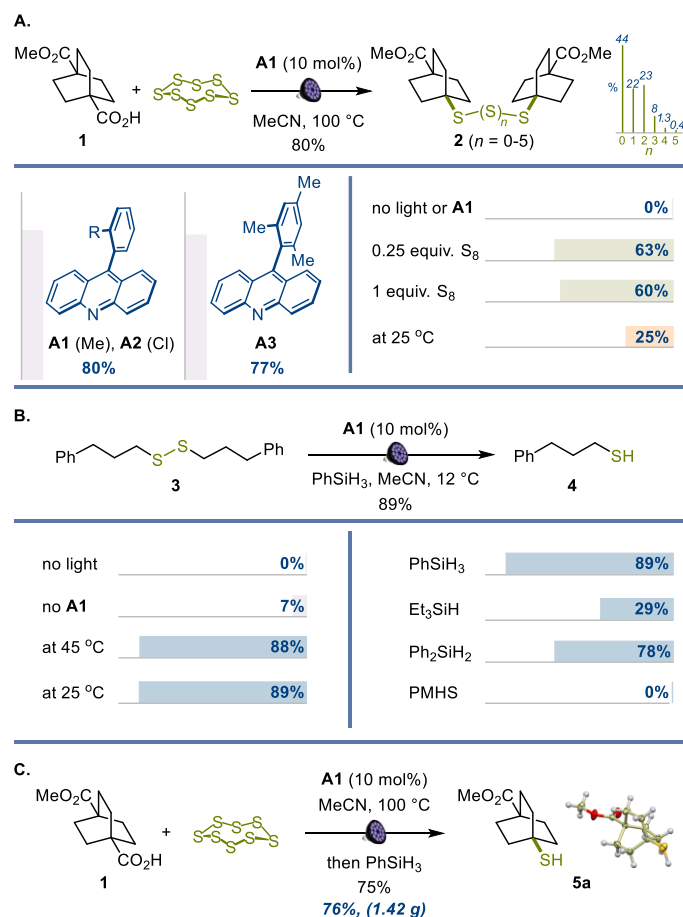 A.
MeO₂C
CO₂H
1
+
S S S S S S S S
A1 (10 mol%)
MeCN, 100 °C
80%
MeO₂C
CO₂Me
S (S)n S
2 (n = 0-5)
44
22
23
8
1.3
0.4
%
0 1 2 3 4 5
n
R
N
A1 (Me), A2 (Cl)
80%
Me
Me
Me
N
A3
77%
no light or A1 0%
0.25 equiv. S₈ 63%
1 equiv. S₈ 60%
at 25 °C 25%
B.
Ph
S
S
Ph
3
A1 (10 mol%)
PhSiH₃, MeCN, 12 °C
89%
Ph
SH
4
no light 0%
no A1 7%
at 45 °C 88%
at 25 °C 89%
PhSiH₃ 89%
Et₃SiH 29%
Ph₂SiH₂ 78%
PMHS 0%
C.
MeO₂C
CO₂H
1
+
S S S S S S S S
A1 (10 mol%)
MeCN, 100 °C
then PhSiH₃
75%
76%, (1.42 g)
MeO₂C
SH
5a